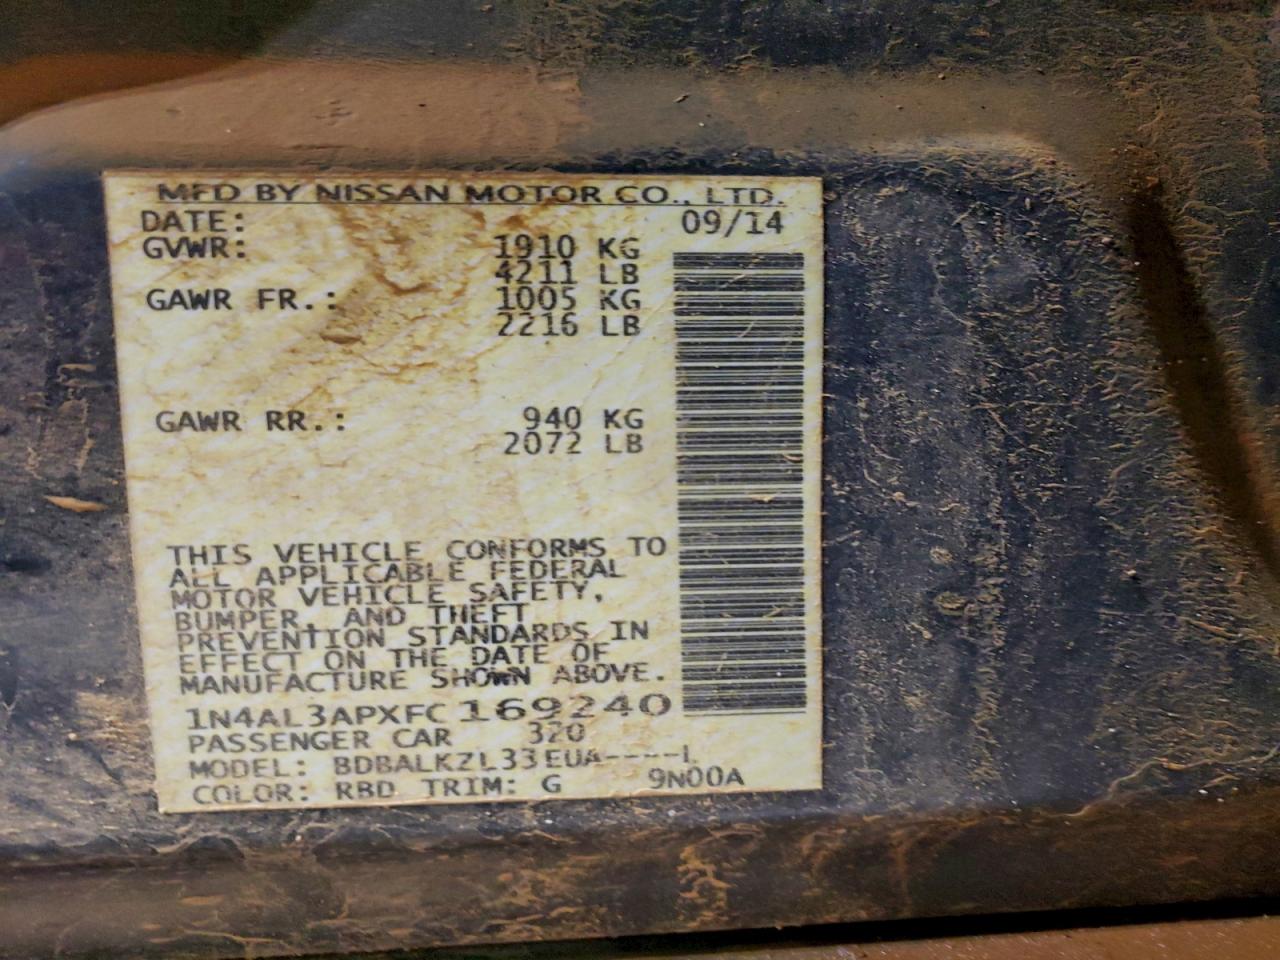 MFD BY NISSAN MOTOR CO., LTD.
DATE: 09/14
GVWR: 1910 KG
4211 LB
GAWR FR.: 1005 KG
2216 LB
GAWR RR.: 940 KG
2072 LB
THIS VEHICLE CONFORMS TO
ALL APPLICABLE FEDERAL
MOTOR VEHICLE SAFETY,
BUMPER, AND THEFT
PREVENTION STANDARDS IN
EFFECT ON THE DATE OF
MANUFACTURE SHOWN ABOVE.
1N4AL3APXFC169240
PASSENGER CAR 320
MODEL: BDBALKZL33EUA----L
COLOR: RBD TRIM: G 9N00A